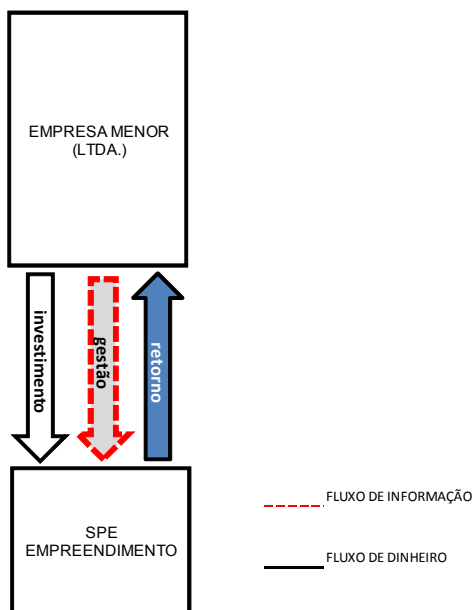 EMPRESA MENOR
(LTDA.)
investimento
gestão
retorno
SPE
EMPREENDIMENTO
FLUXO DE INFORMAÇÃO
FLUXO DE DINHEIRO